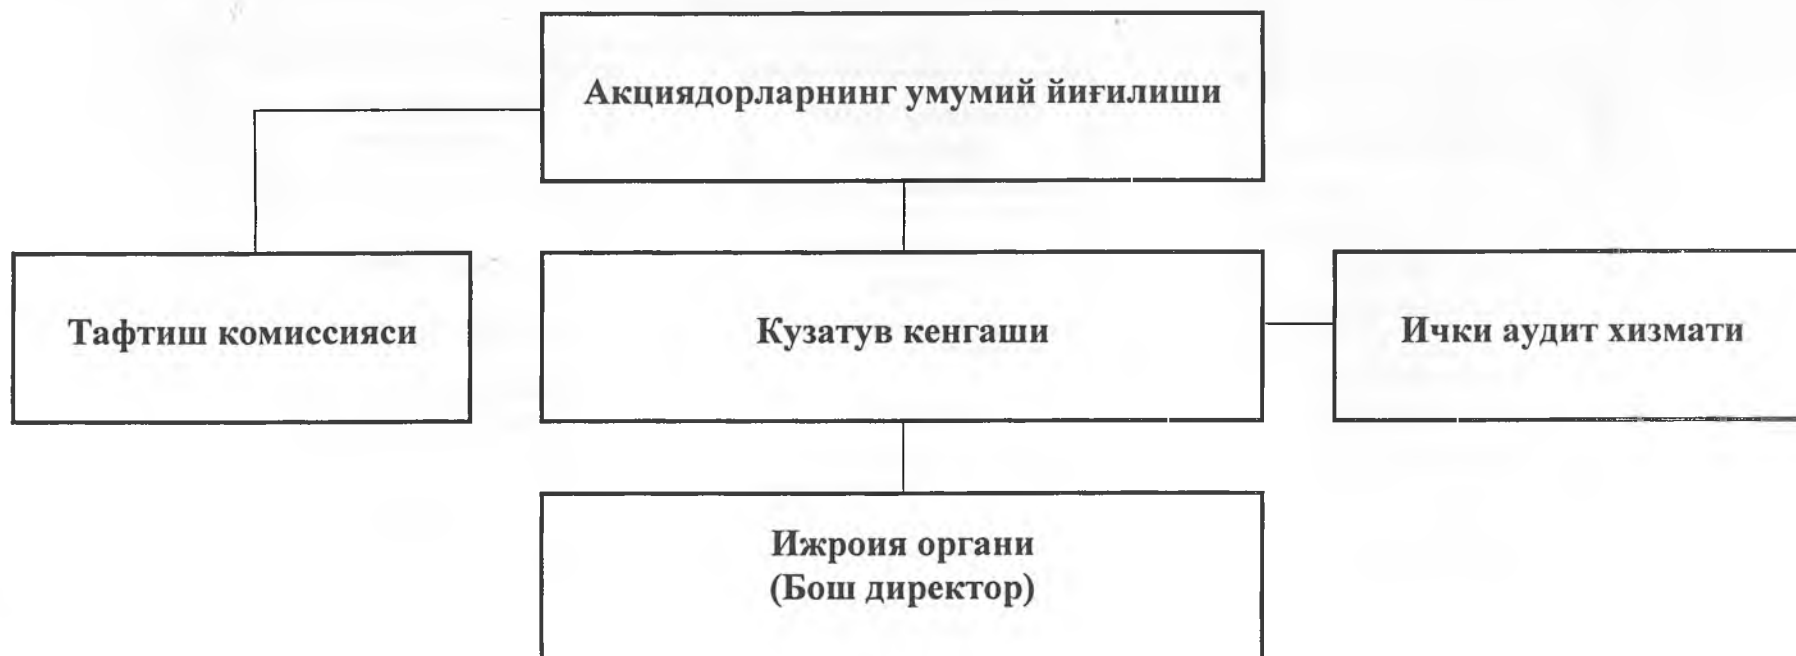 Акциядорларнинг умумий йиғилиши
Тафтиш комиссияси
Кузатув кенгаши
Ички аудит хизмати
Ижроия органи
(Бош директор)